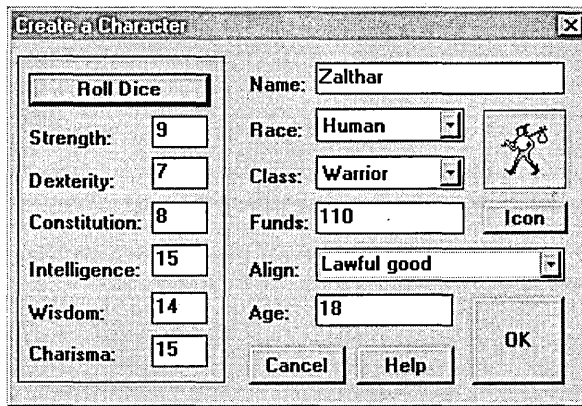 Create a Character
Roll Dice
Strength: 9
Dexterity: 7
Constitution: 8
Intelligence: 15
Wisdom: 14
Charisma: 15
Name: Zalthar
Race: Human
Class: Warrior
Funds: 110
Icon
Align: Lawful good
Age: 18
OK
Cancel Help